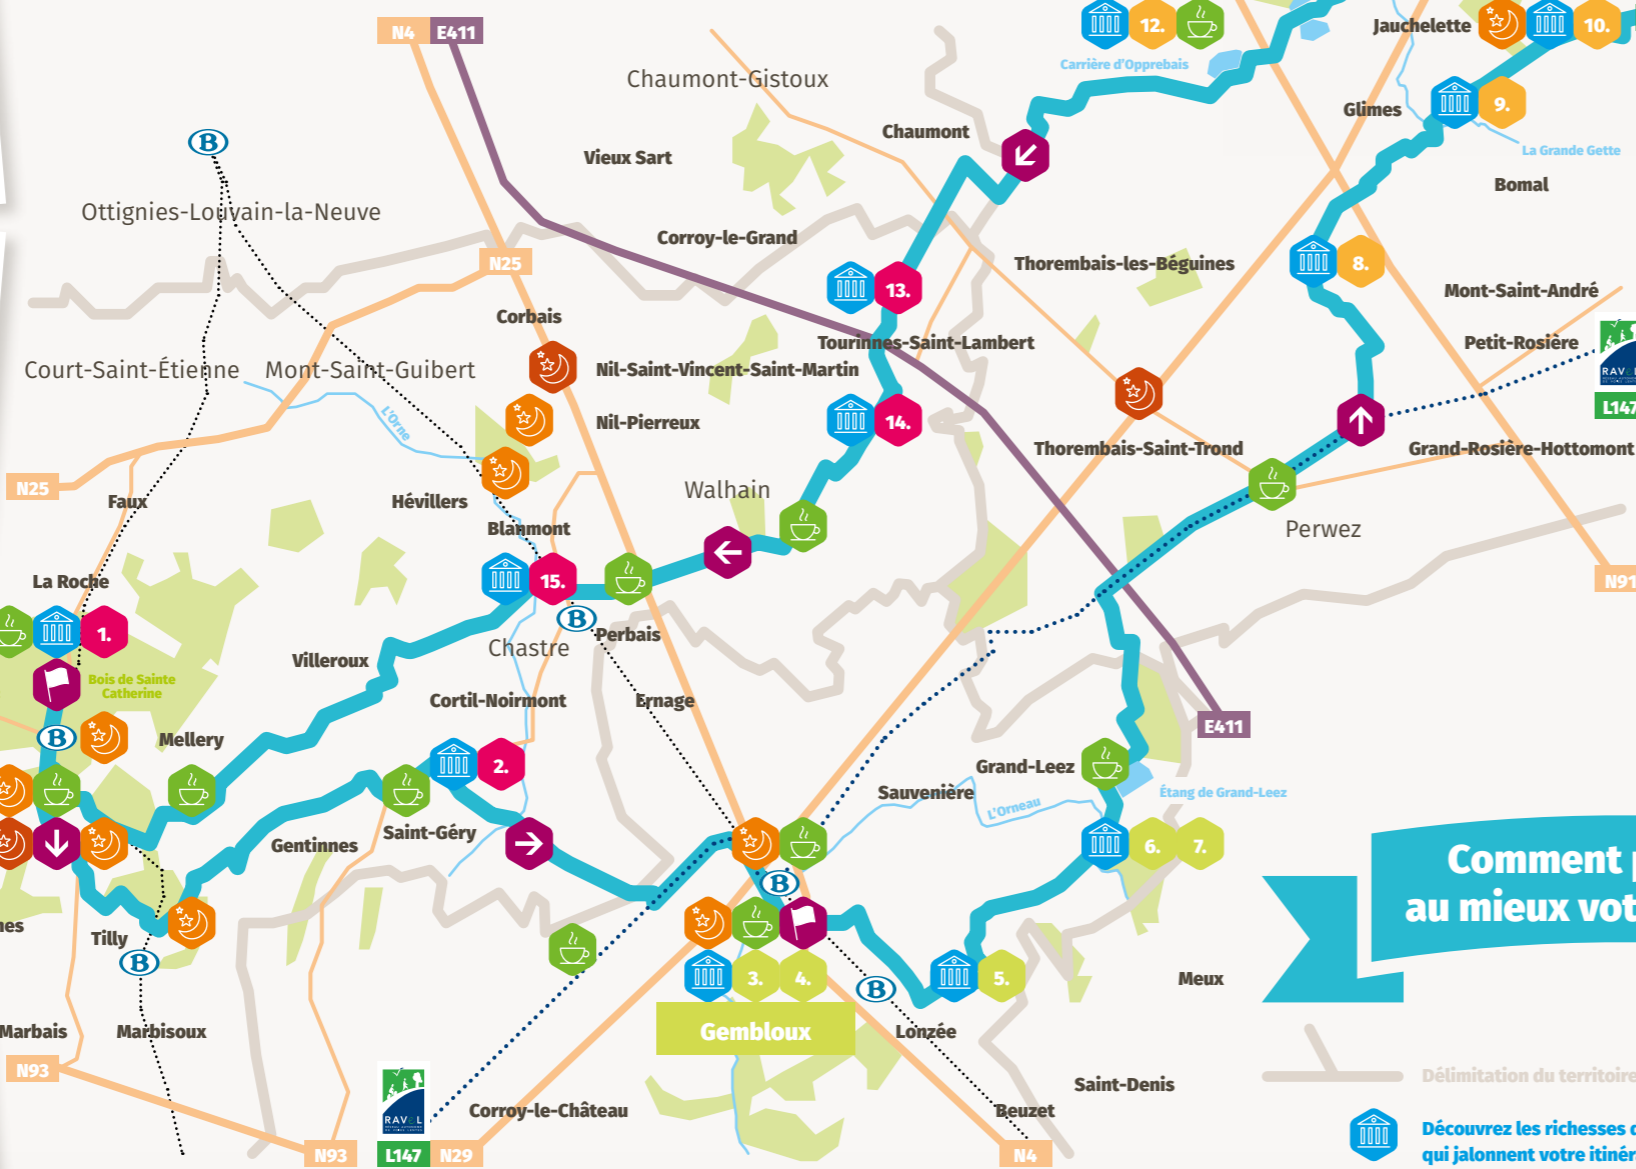 N4
E411
12.
Carrière d'Opprebais
Jauchelette
10.
Chaumont-Gistoux
Glimes
9.
Chaumont
La Grande Gette
B
Vieux Sart
Bomal
Ottignies-Louvain-la-Neuve
Corroy-le-Grand
N25
Thorembais-les-Béguines
8.
13.
Mont-Saint-André
Corbais
Tourinnes-Saint-Lambert
Petit-Rosière
Court-Saint-Étienne
Mont-Saint-Guibert
Nil-Saint-Vincent-Saint-Martin
RAVeL
L147
L'Orne
Nil-Pierreux
14.
Thorembais-Saint-Trond
Grand-Rosière-Hottomont
N25
Faux
Hévillers
Walhain
Blanmont
Perwez
La Roche
15.
N91
1.
B
Perbais
Chastre
Villeroux
Bois de Sainte
Catherine
Cortil-Noirmont
Ernage
E411
B
Mellery
2.
Grand-Leez
Sauvenière
L'Orneau
Étang de Grand-Leez
Saint-Géry
Gentinnes
6.
7.
Comment p
au mieux vot
B
nes
Tilly
B
3.
4.
B
5.
Meux
Marbais
Marbisoux
Gembloux
Lonzée
N93
Délimitation du territoire
Saint-Denis
RAVeL
Corroy-le-Château
Beuzet
Découvrez les richesses d
qui jalonnent votre itinér
N93
L147
N29
N4